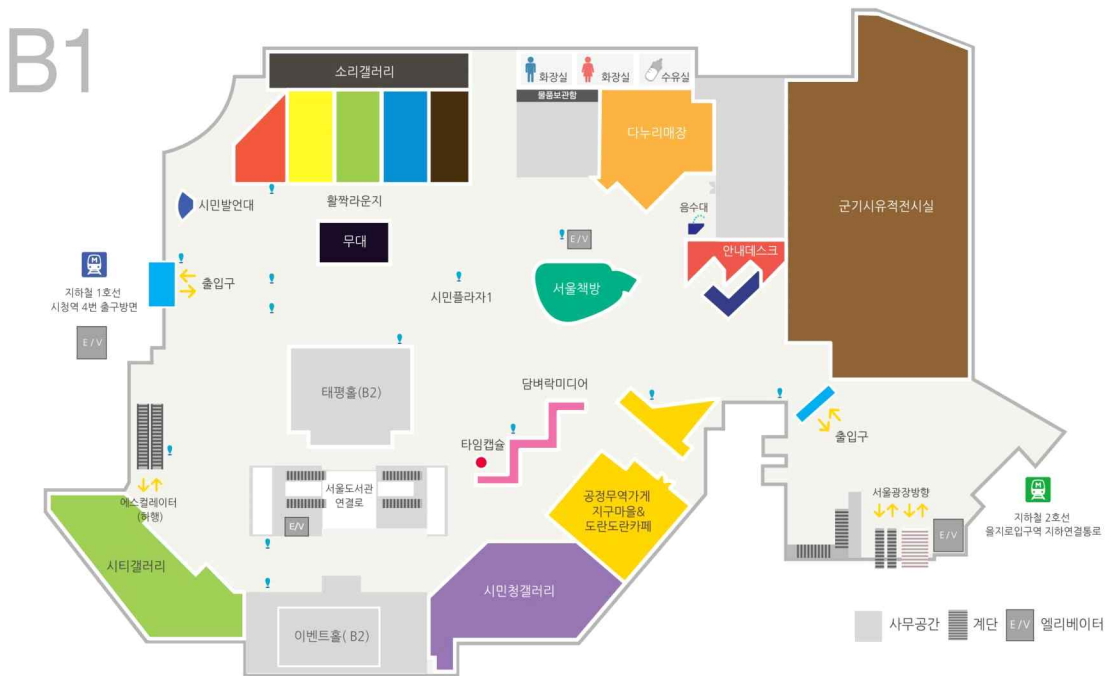 B1
소리갤러리
화장실
화장실
수유실
물품보관함
다누리매장
군기시유적전시실
시민발언대
활짝라운지
음수대
무대
E/V
안내데스크
M
출입구
지하철 1호선
시청역 4번 출구방면
시민플라자1
서울책방
E/V
태평홀(B2)
담벼락미디어
타임캡슐
출입구
에스컬레이터
(하행)
서울도서관
연결로
공정무역가게
지구마을&
도란도란카페
서울광장방향
M
지하철 2호선
을지로입구역 지하연결통로
E/V
E/V
시티갤러리
시민청갤러리
이벤트홀( B2)
사무공간
계단
E/V
엘리베이터